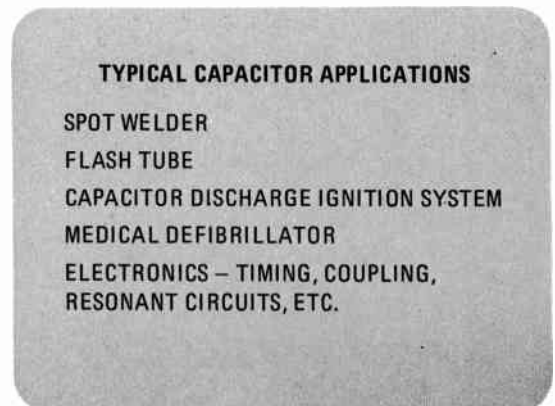 TYPICAL CAPACITOR APPLICATIONS
SPOT WELDER
FLASH TUBE
CAPACITOR DISCHARGE IGNITION SYSTEM
MEDICAL DEFIBRILLATOR
ELECTRONICS – TIMING, COUPLING,
RESONANT CIRCUITS, ETC.